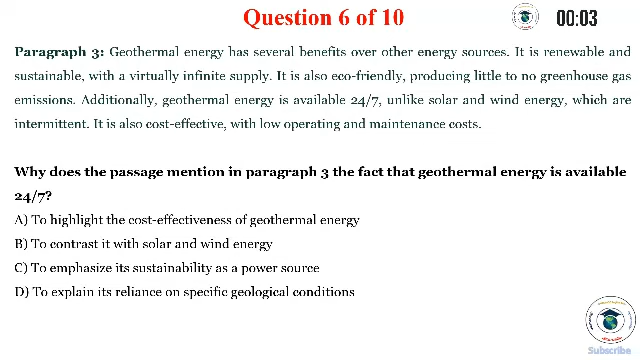 Question 6 of 10
00:03
Paragraph 3: Geothermal energy has several benefits over other energy sources. It is renewable and
sustainable, with a virtually infinite supply. It is also eco-friendly, producing little to no greenhouse gas
emissions. Additionally, geothermal energy is available 24/7, unlike solar and wind energy, which are
intermittent. It is also cost-effective, with low operating and maintenance costs.
Why does the passage mention in paragraph 3 the fact that geothermal energy is available
24/7?
A) To highlight the cost-effectiveness of geothermal energy
B) To contrast it with solar and wind energy
C) To emphasize its sustainability as a power source
D) To explain its reliance on specific geological conditions
Subscribe